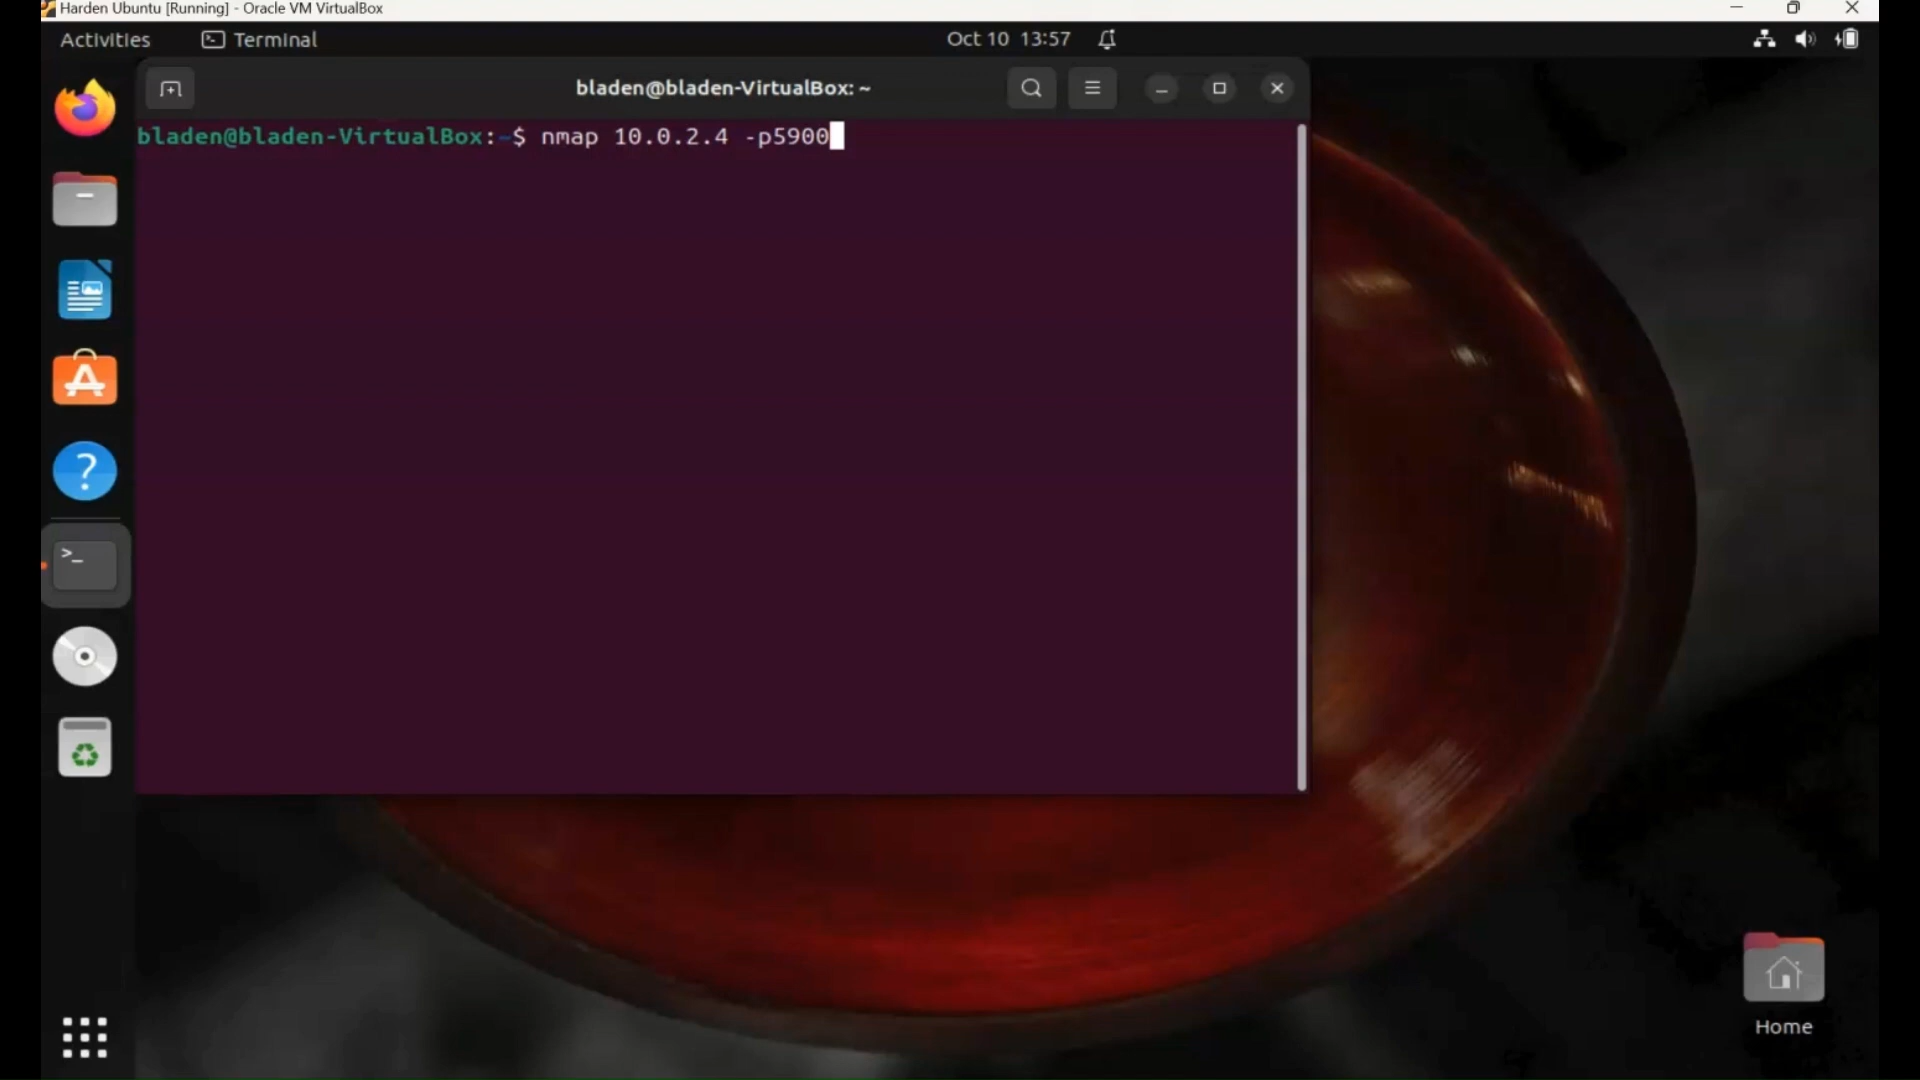 Harden Ubuntu [Running] - Oracle VM VirtualBox
Activities Terminal Oct 10 13:57
bladen@bladen-VirtualBox: ~
bladen@bladen-VirtualBox:~$ nmap 10.0.2.4 -p5900
Home